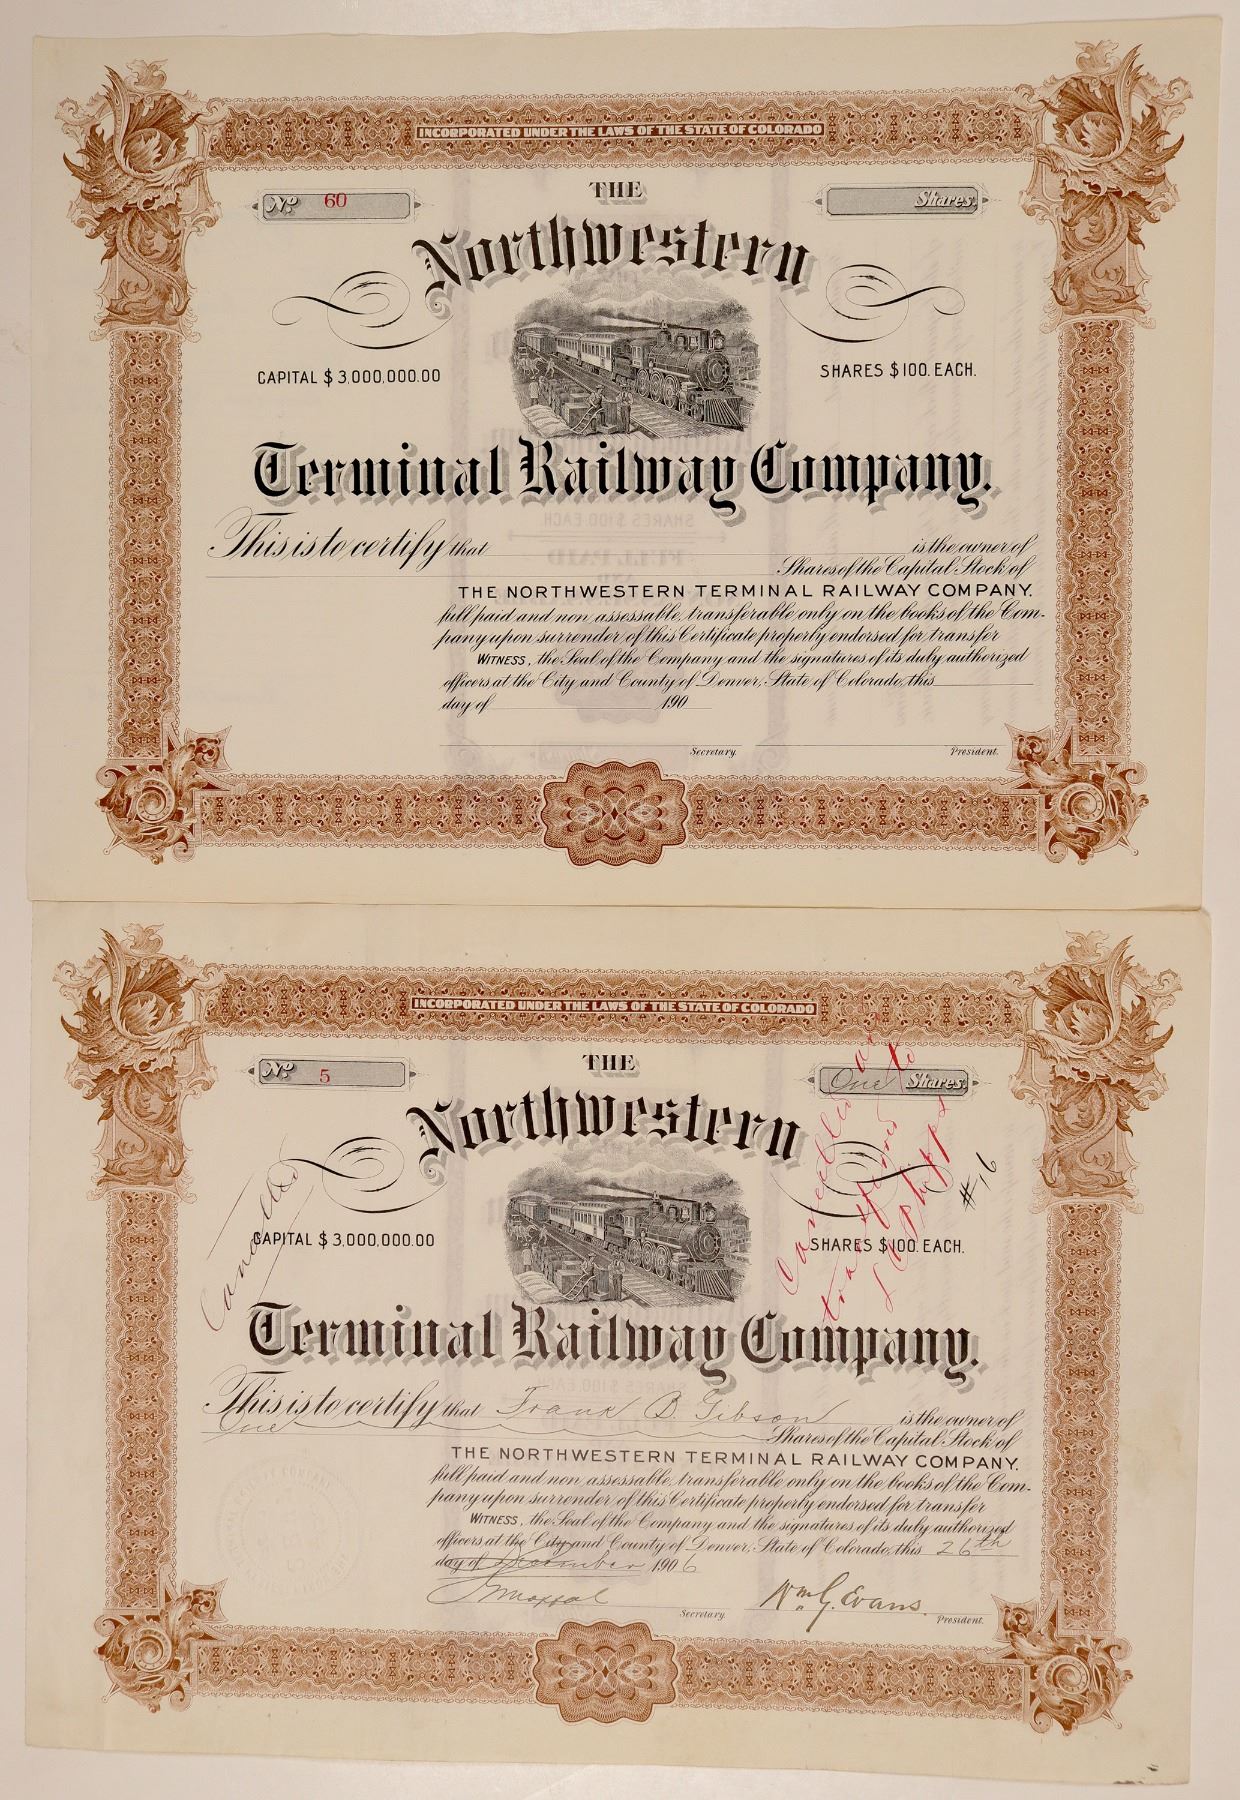 INCORPORATED UNDER THE LAWS OF THE STATE OF COLORADO
No. 60
THE
Shares.
Northwestern
CAPITAL $ 3,000,000.00
SHARES $ 100. EACH.
Terminal Railway Company.
This is to certify that is the owner of
Shares of the Capital Stock of
THE NORTHWESTERN TERMINAL RAILWAY COMPANY.
full paid and non assessable, transferable only on the books of the Com-
pany upon surrender of this Certificate properly endorsed for transfer
WITNESS, the Seal of the Company and the signatures of its duly authorized
officers at the City and County of Denver, State of Colorado, this
day of 190
Secretary.
President.
INCORPORATED UNDER THE LAWS OF THE STATE OF COLORADO
No. 5
THE
One Shares.
Northwestern
Cancelled
CAPITAL $ 3,000,000.00
SHARES $ 100. EACH.
Cancelled
transferred to
L C Phipps
# 16
Terminal Railway Company.
This is to certify that Frank B. Gibson is the owner of
One Shares of the Capital Stock of
THE NORTHWESTERN TERMINAL RAILWAY COMPANY.
full paid and non assessable, transferable only on the books of the Com-
pany upon surrender of this Certificate properly endorsed for transfer
WITNESS, the Seal of the Company and the signatures of its duly authorized
officers at the City and County of Denver, State of Colorado, this 26th
day of December 1906
Wm. G. Evans.
Secretary.
President.